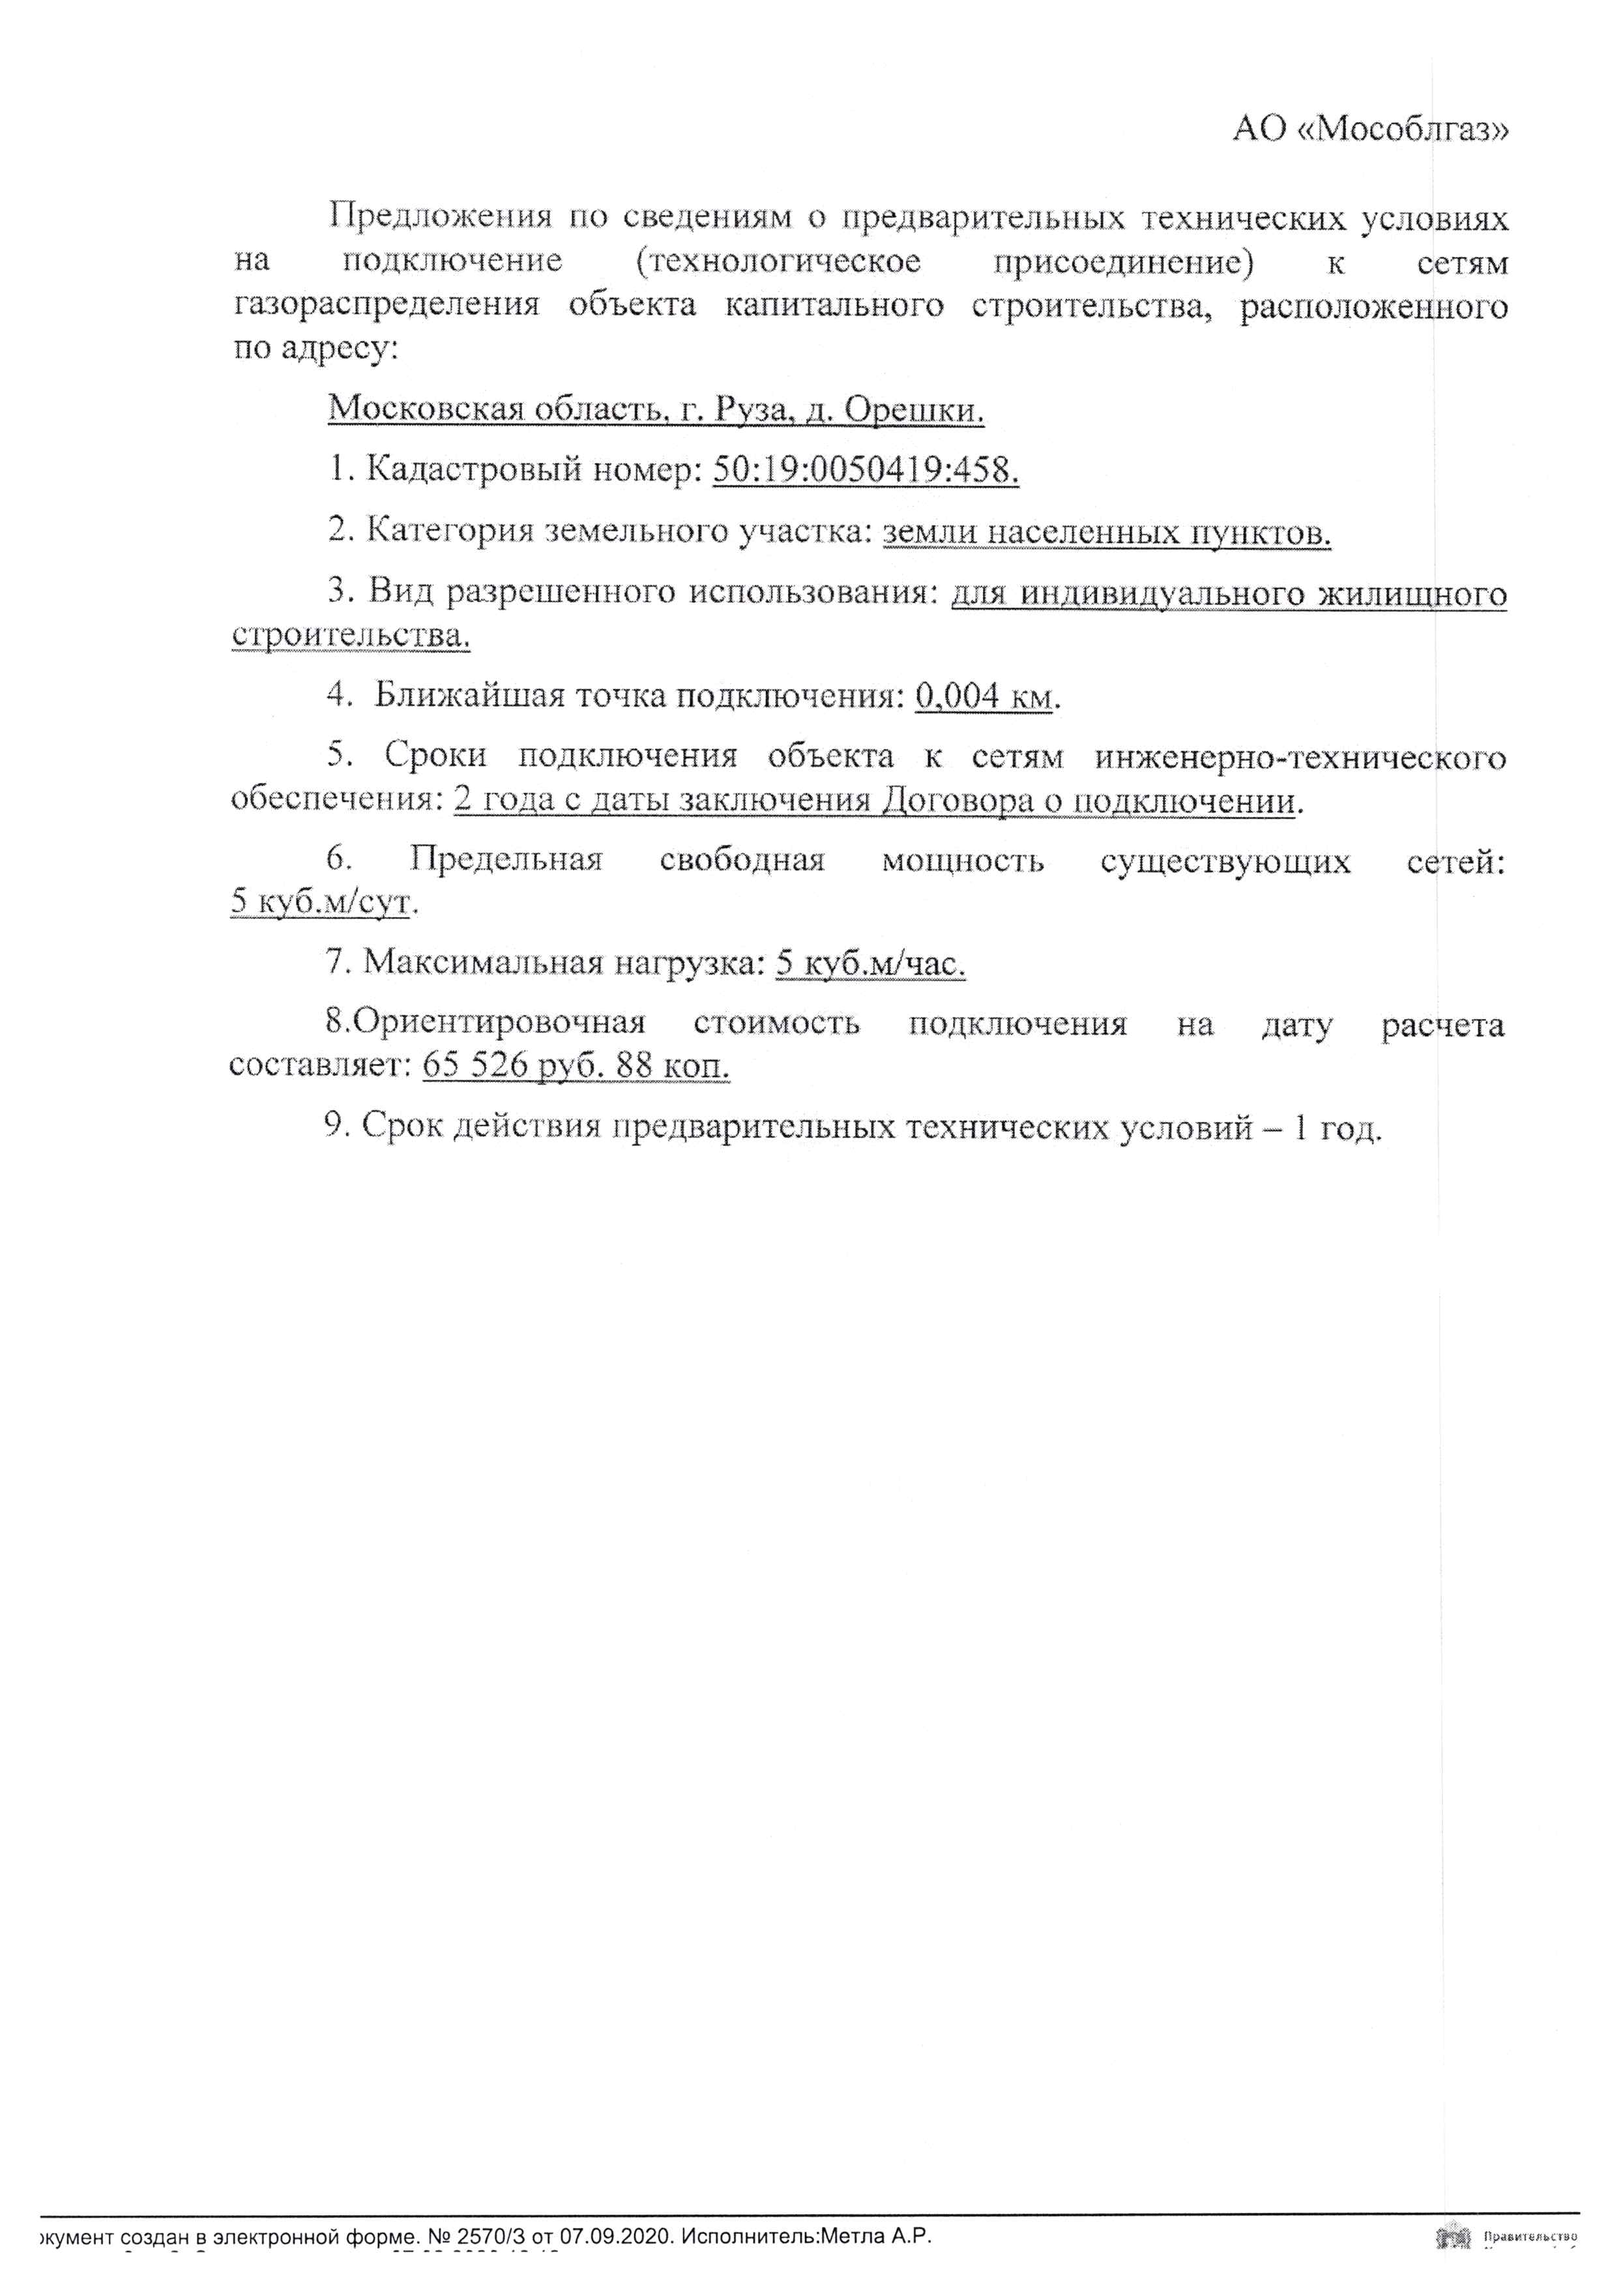 АО «Мособлгаз»
Предложения по сведениям о предварительных технических условиях
на подключение (технологическое присоединение) к сетям
газораспределения объекта капитального строительства, расположенного
по адресу:
Московская область, г. Руза, д. Орешки.
1. Кадастровый номер: 50:19:0050419:458.
2. Категория земельного участка: земли населенных пунктов.
3. Вид разрешенного использования: для индивидуального жилищного
строительства.
4. Ближайшая точка подключения: 0,004 км.
5. Сроки подключения объекта к сетям инженерно-технического
обеспечения: 2 года с даты заключения Договора о подключении.
6. Предельная свободная мощность существующих сетей:
5 куб.м/сут.
7. Максимальная нагрузка: 5 куб.м/час.
8.Ориентировочная стоимость подключения на дату расчета
составляет: 65 526 руб. 88 коп.
9. Срок действия предварительных технических условий – 1 год.
окумент создан в электронной форме. № 2570/3 от 07.09.2020. Исполнитель:Метла А.Р.
Правительство